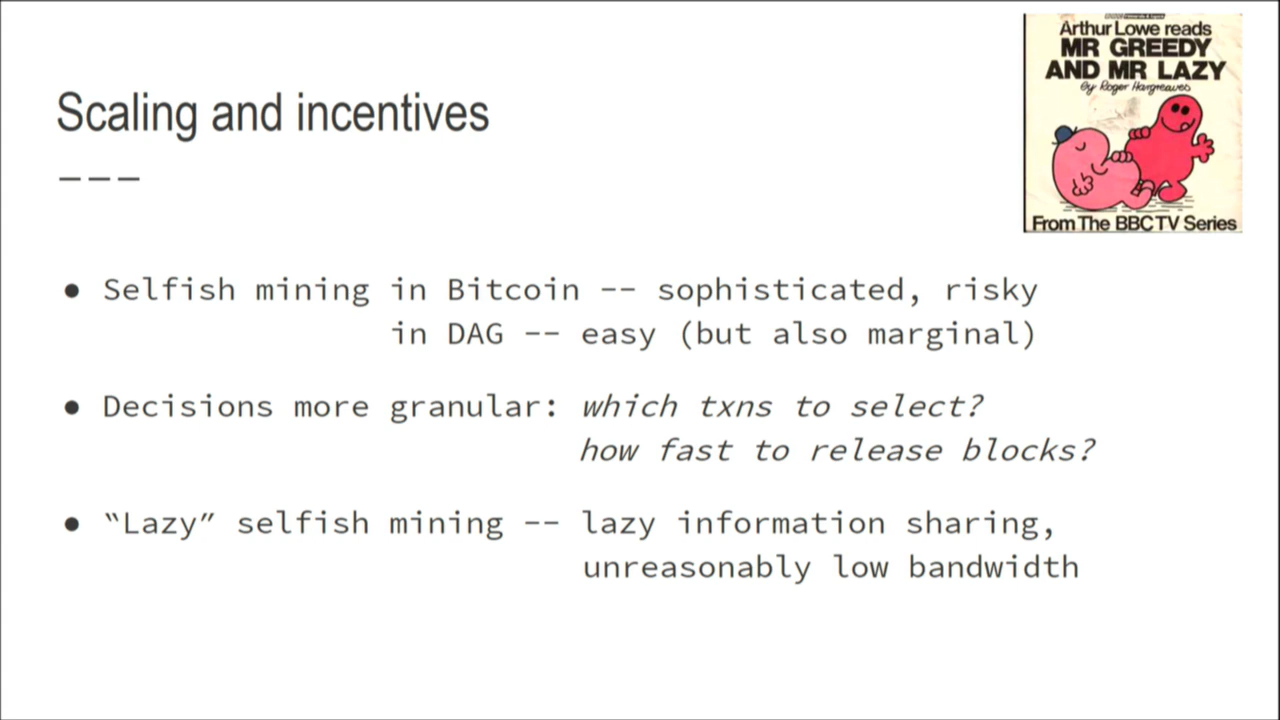 Arthur Lowe reads
MR GREEDY
AND MR LAZY
By Roger Hargreaves
From The BBC TV Series
Scaling and incentives
● Selfish mining in Bitcoin -- sophisticated, risky
in DAG -- easy (but also marginal)
● Decisions more granular: which txns to select?
how fast to release blocks?
● “Lazy” selfish mining -- lazy information sharing,
unreasonably low bandwidth